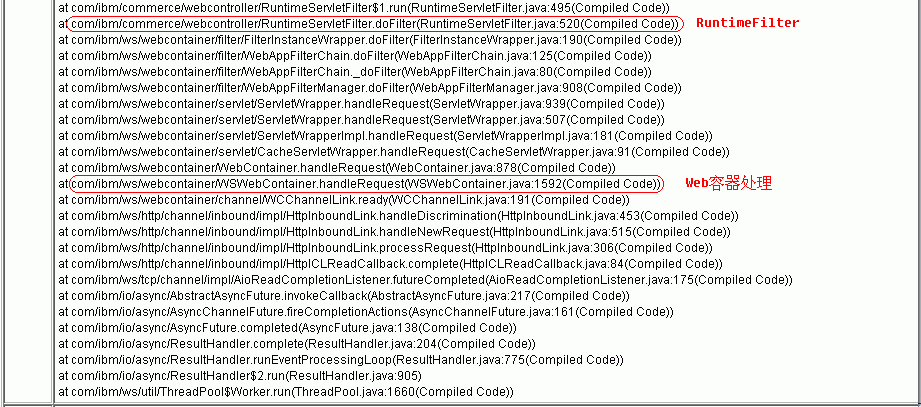 at com/ibm/commerce/webcontroller/RuntimeServletFilter$1.run(RuntimeServletFilter.java:495(Compiled Code))
at com/ibm/commerce/webcontroller/RuntimeServletFilter.doFilter(RuntimeServletFilter.java:520(Compiled Code)) RuntimeFilter
at com/ibm/ws/webcontainer/filter/FilterInstanceWrapper.doFilter(FilterInstanceWrapper.java:190(Compiled Code))
at com/ibm/ws/webcontainer/filter/WebAppFilterChain.doFilter(WebAppFilterChain.java:125(Compiled Code))
at com/ibm/ws/webcontainer/filter/WebAppFilterChain._doFilter(WebAppFilterChain.java:80(Compiled Code))
at com/ibm/ws/webcontainer/filter/WebAppFilterManager.doFilter(WebAppFilterManager.java:908(Compiled Code))
at com/ibm/ws/webcontainer/servlet/ServletWrapper.handleRequest(ServletWrapper.java:939(Compiled Code))
at com/ibm/ws/webcontainer/servlet/ServletWrapper.handleRequest(ServletWrapper.java:507(Compiled Code))
at com/ibm/ws/webcontainer/servlet/ServletWrapperImpl.handleRequest(ServletWrapperImpl.java:181(Compiled Code))
at com/ibm/ws/webcontainer/servlet/CacheServletWrapper.handleRequest(CacheServletWrapper.java:91(Compiled Code))
at com/ibm/ws/webcontainer/WebContainer.handleRequest(WebContainer.java:878(Compiled Code))
at com/ibm/ws/webcontainer/WSWebContainer.handleRequest(WSWebContainer.java:1592(Compiled Code)) Web容器处理
at com/ibm/ws/webcontainer/channel/WCChannelLink.ready(WCChannelLink.java:191(Compiled Code))
at com/ibm/ws/http/channel/inbound/impl/HttpInboundLink.handleDiscrimination(HttpInboundLink.java:453(Compiled Code))
at com/ibm/ws/http/channel/inbound/impl/HttpInboundLink.handleNewRequest(HttpInboundLink.java:515(Compiled Code))
at com/ibm/ws/http/channel/inbound/impl/HttpInboundLink.processRequest(HttpInboundLink.java:306(Compiled Code))
at com/ibm/ws/http/channel/inbound/impl/HttpICLReadCallback.complete(HttpICLReadCallback.java:84(Compiled Code))
at com/ibm/ws/tcp/channel/impl/AioReadCompletionListener.futureCompleted(AioReadCompletionListener.java:175(Compiled Code))
at com/ibm/io/async/AbstractAsyncFuture.invokeCallback(AbstractAsyncFuture.java:217(Compiled Code))
at com/ibm/io/async/AsyncChannelFuture.fireCompletionActions(AsyncChannelFuture.java:161(Compiled Code))
at com/ibm/io/async/AsyncFuture.completed(AsyncFuture.java:138(Compiled Code))
at com/ibm/io/async/ResultHandler.complete(ResultHandler.java:204(Compiled Code))
at com/ibm/io/async/ResultHandler.runEventProcessingLoop(ResultHandler.java:775(Compiled Code))
at com/ibm/io/async/ResultHandler$2.run(ResultHandler.java:905)
at com/ibm/ws/util/ThreadPool$Worker.run(ThreadPool.java:1660(Compiled Code))